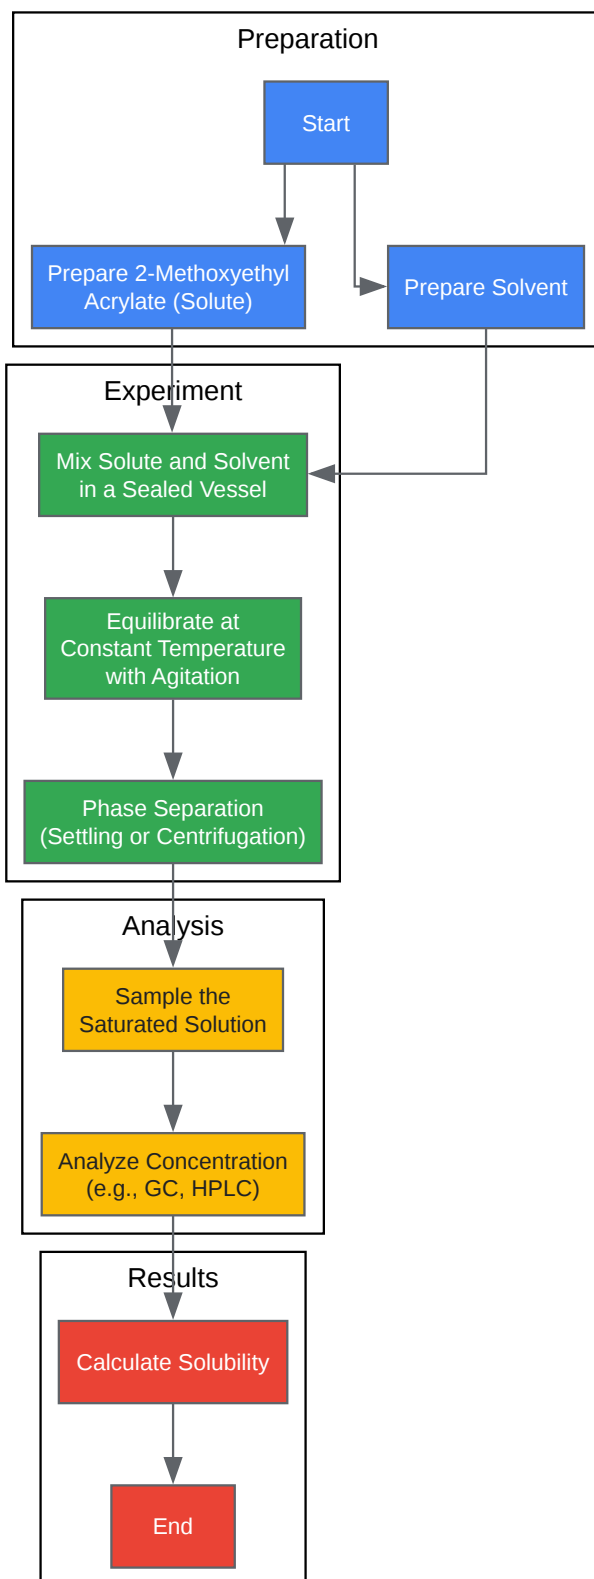 Preparation
Start
Prepare 2-Methoxyethyl
Acrylate (Solute)
Prepare Solvent
Experiment
Mix Solute and Solvent
in a Sealed Vessel
Equilibrate at
Constant Temperature
with Agitation
Phase Separation
(Settling or Centrifugation)
Analysis
Sample the
Saturated Solution
Analyze Concentration
(e.g., GC, HPLC)
Results
Calculate Solubility
End